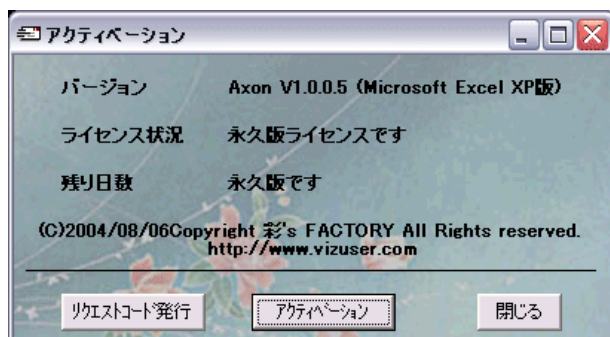 アクティベーション
バージョン Axon V1.0.0.5 (Microsoft Excel XP版)
ライセンス状況 永久版ライセンスです
残り日数 永久版です
(C)2004/08/06Copyright 彩's FACTORY All Rights reserved.
http://www.vizuser.com
リクエストコード発行 アクティベーション 閉じる